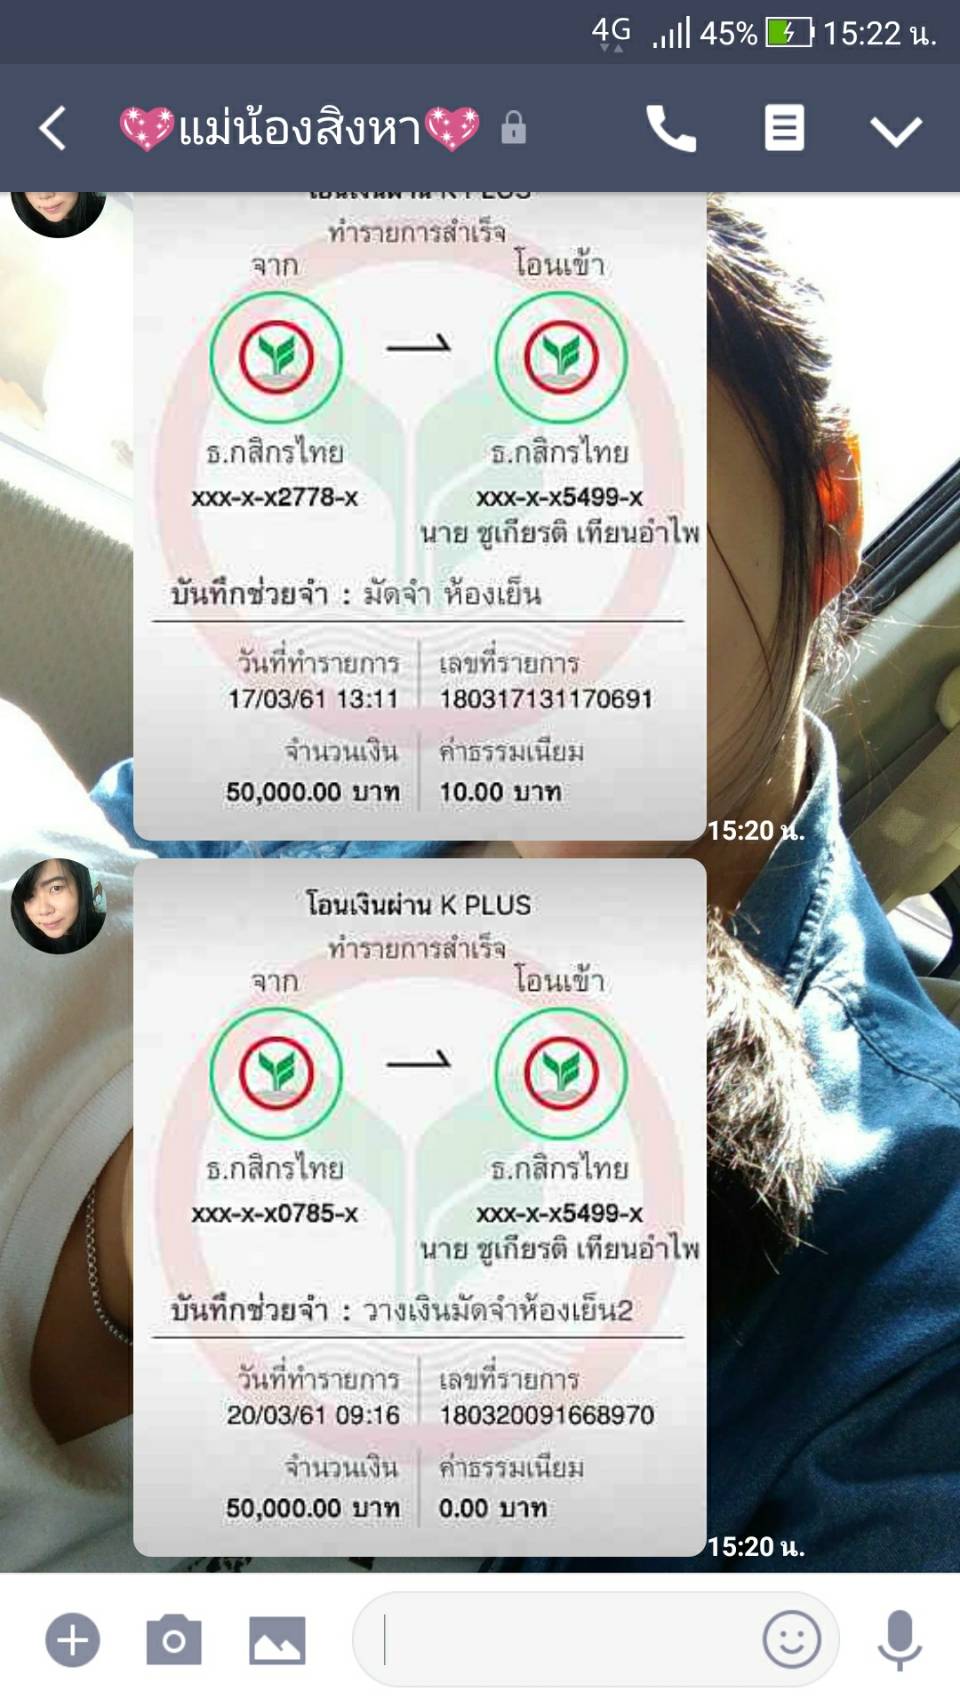 4G 45% 15:22 น.
แม่น้องสิงหา
โอนเงินผ่าน K PLUS
ทำรายการสำเร็จ
จาก โอนเข้า
ธ.กสิกรไทย ธ.กสิกรไทย
xxx-x-x2778-x xxx-x-x5499-x
นาย ชูเกียรติ เทียนอำไพ
บันทึกช่วยจำ : มัดจำ ห้องเย็น
วันที่ทำรายการ เลขที่รายการ
17/03/61 13:11 180317131170691
จำนวนเงิน ค่าธรรมเนียม
50,000.00 บาท 10.00 บาท
15:20 น.
โอนเงินผ่าน K PLUS
ทำรายการสำเร็จ
จาก โอนเข้า
ธ.กสิกรไทย ธ.กสิกรไทย
xxx-x-x0785-x xxx-x-x5499-x
นาย ชูเกียรติ เทียนอำไพ
บันทึกช่วยจำ : วางเงินมัดจำห้องเย็น2
วันที่ทำรายการ เลขที่รายการ
20/03/61 09:16 180320091668970
จำนวนเงิน ค่าธรรมเนียม
50,000.00 บาท 0.00 บาท
15:20 น.